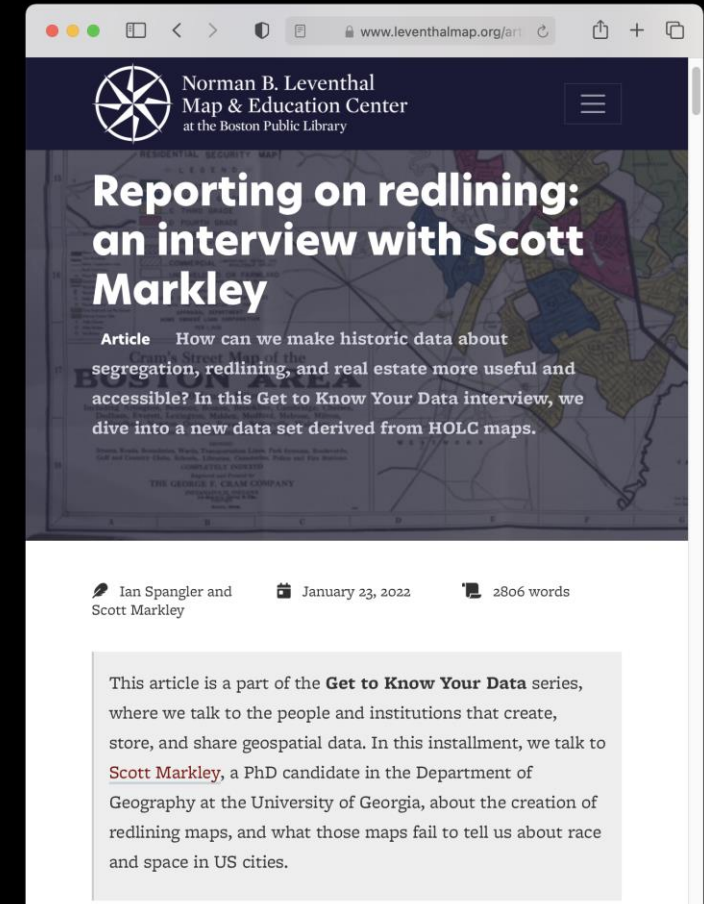 www.leventhalmap.org/art
Norman B. Leventhal
Map & Education Center
at the Boston Public Library
RESIDENTIAL SECURITY MAP
LEGEND
Reporting on redlining:
an interview with Scott
Markley
Article How can we make historic data about
segregation, redlining, and real estate more useful and
accessible? In this Get to Know Your Data interview, we
dive into a new data set derived from HOLC maps.
Cram's Street Map of the
BOSTON AREA
COMPLETELY INDEXED
THE GEORGE F. CRAM COMPANY
Ian Spangler and
Scott Markley
January 23, 2022
2806 words
This article is a part of the Get to Know Your Data series,
where we talk to the people and institutions that create,
store, and share geospatial data. In this installment, we talk to
Scott Markley, a PhD candidate in the Department of
Geography at the University of Georgia, about the creation of
redlining maps, and what those maps fail to tell us about race
and space in US cities.